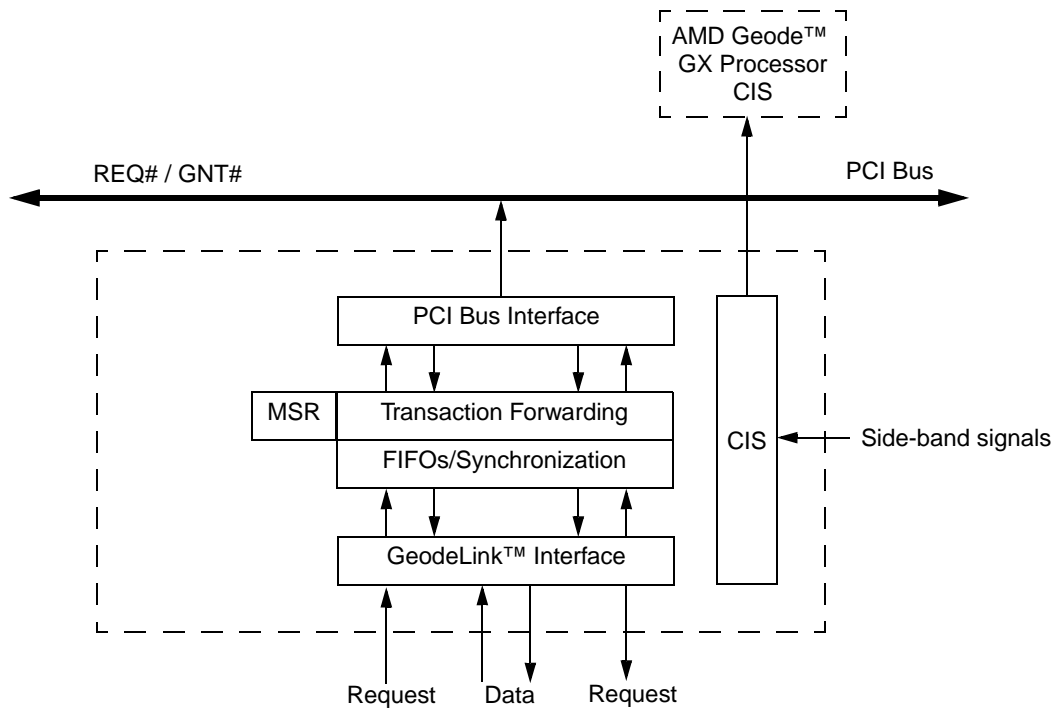 AMD Geode™
GX Processor
CIS
REQ# / GNT#
PCI Bus
PCI Bus Interface
MSR
Transaction Forwarding
FIFOs/Synchronization
CIS
Side-band signals
GeodeLink™ Interface
Request
Data
Request